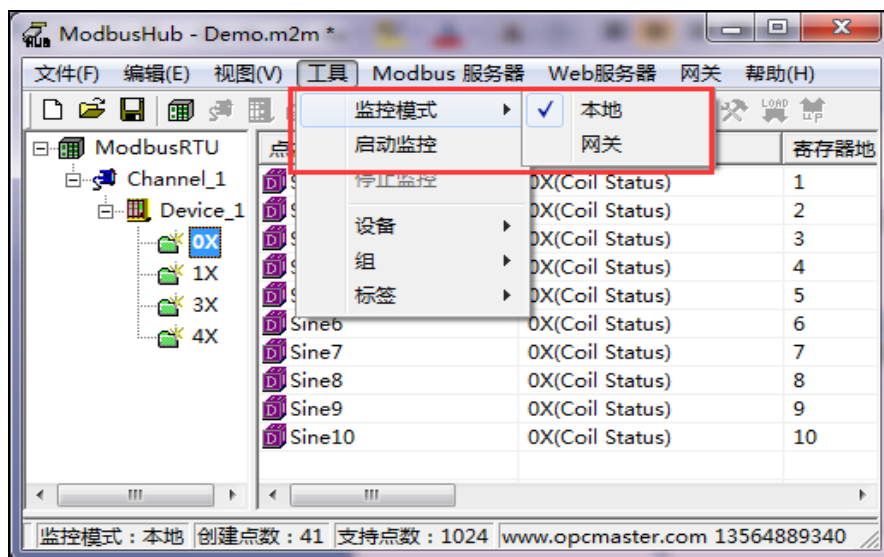 ModbusHub - Demo.m2m *
文件(F) 编辑(E) 视图(V) 工具 Modbus 服务器 Web服务器 网关 帮助(H)
LOAD
监控模式 本地
启动监控 网关
停止监控
设备
组
标签
ModbusRTU
Channel_1
Device_1
0X
1X
3X
4X
点 寄存器地
0X(Coil Status) 1
0X(Coil Status) 2
0X(Coil Status) 3
0X(Coil Status) 4
0X(Coil Status) 5
Sine6 0X(Coil Status) 6
Sine7 0X(Coil Status) 7
Sine8 0X(Coil Status) 8
Sine9 0X(Coil Status) 9
Sine10 0X(Coil Status) 10
监控模式：本地 创建点数：41 支持点数：1024 www.opcmaster.com 13564889340